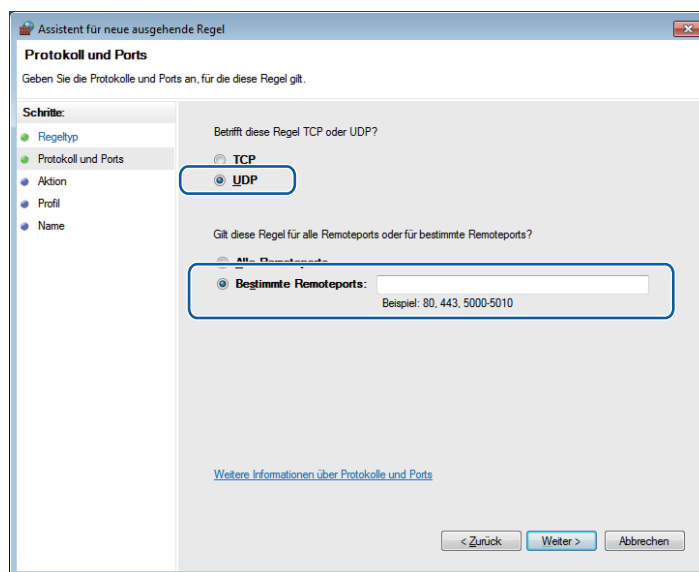 Assistent für neue ausgehende Regel
Protokoll und Ports
Geben Sie die Protokolle und Ports an, für die diese Regel gilt.
Schritte:
Regeltyp
Protokoll und Ports
Aktion
Profil
Name
Betrifft diese Regel TCP oder UDP?
TCP
UDP
Gilt diese Regel für alle Remoteports oder für bestimmte Remoteports?
Alle Remoteports
Bestimmte Remoteports:
Beispiel: 80, 443, 5000-5010
Weitere Informationen über Protokolle und Ports
< Zurück
Weiter >
Abbrechen